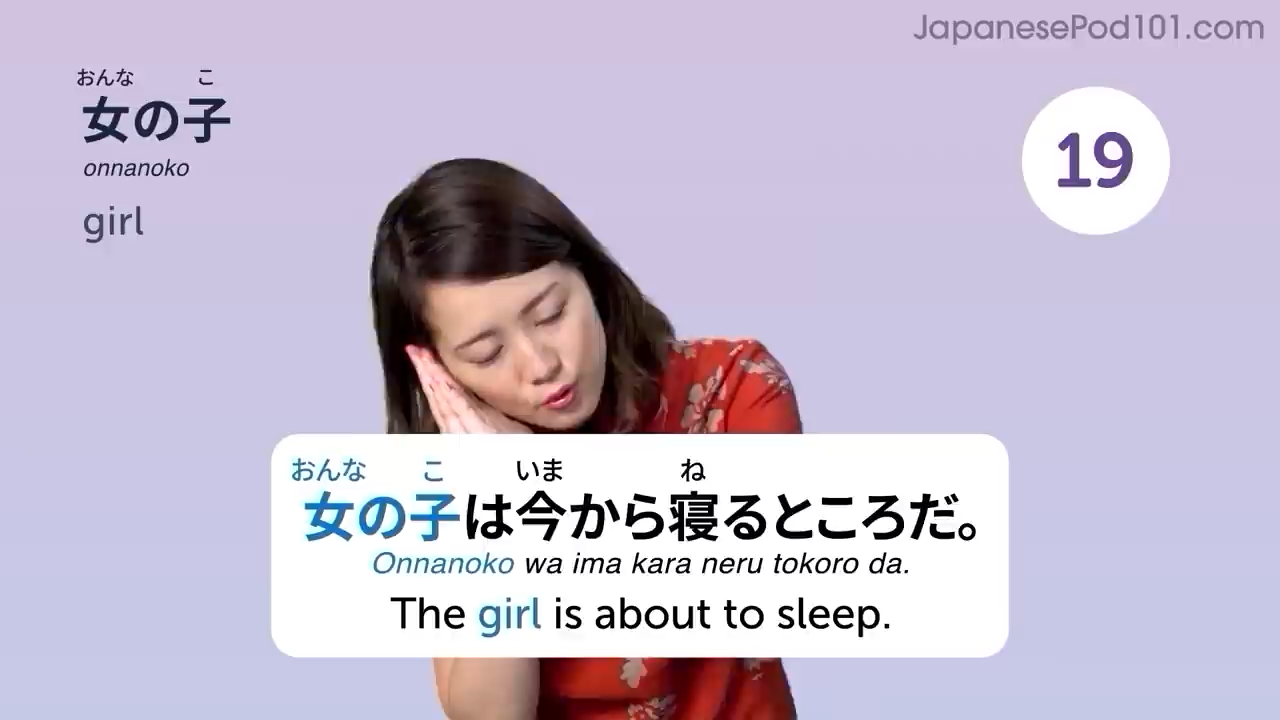 JapanesePod101.com
おんな こ
女の子
onnanoko
girl
19
おんな こ いま ね
女の子は今から寝るところだ。
Onnanoko wa ima kara neru tokoro da.
The girl is about to sleep.